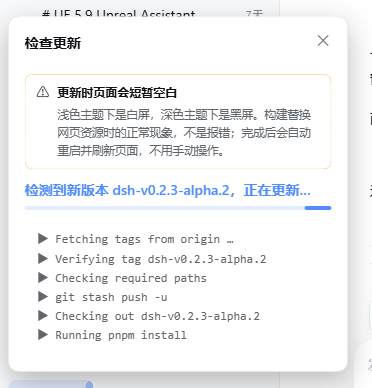 # UE 5.9 Unreal Assistant 7天
检查更新
更新时页面会短暂空白
浅色主题下是白屏，深色主题下是黑屏。构建替换
网页资源时的正常现象，不是报错；完成后会自动
重启并刷新页面，不用手动操作。
检测到新版本 dsh-v0.2.3-alpha.2，正在更新...
▶ Fetching tags from origin …
▶ Verifying tag dsh-v0.2.3-alpha.2
▶ Checking required paths
▶ git stash push -u
▶ Checking out dsh-v0.2.3-alpha.2
▶ Running pnpm install